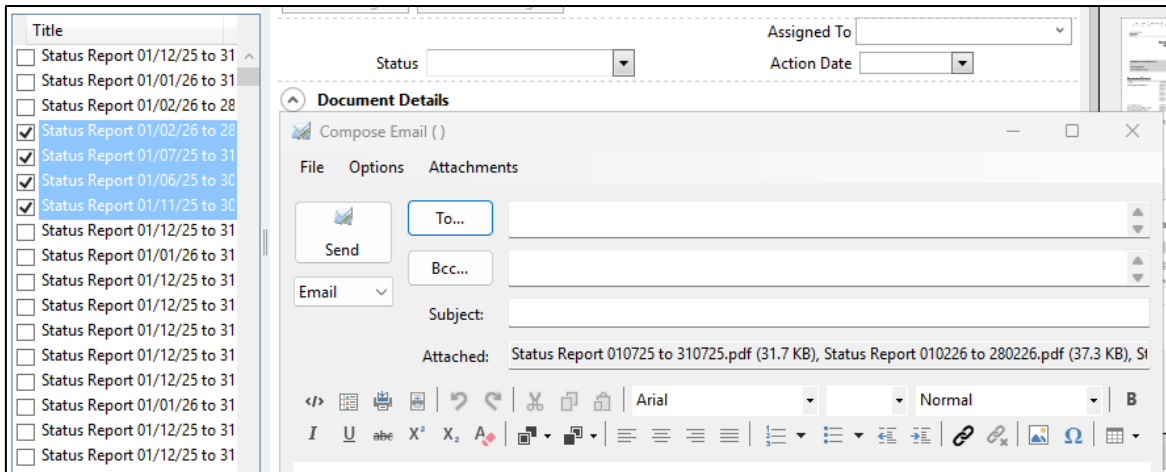 Title
Status Report 01/12/25 to 31
Status Report 01/01/26 to 31
Status Report 01/02/26 to 28
Status Report 01/02/26 to 28
Status Report 01/07/25 to 31
Status Report 01/06/25 to 30
Status Report 01/11/25 to 30
Status Report 01/12/25 to 31
Status Report 01/01/26 to 31
Status Report 01/12/25 to 31
Status Report 01/12/25 to 31
Status Report 01/12/25 to 31
Status Report 01/12/25 to 31
Status Report 01/12/25 to 31
Status Report 01/01/26 to 31
Status Report 01/12/25 to 31
Status Report 01/12/25 to 31
Assigned To
Status
Action Date
Document Details
Compose Email ( )
File Options Attachments
Send
To...
Bcc...
Email
Subject:
Attached: Status Report 010725 to 310725.pdf (31.7 KB), Status Report 010226 to 280226.pdf (37.3 KB), St
</> Arial Normal B
I U abc X² X₂ A Ω